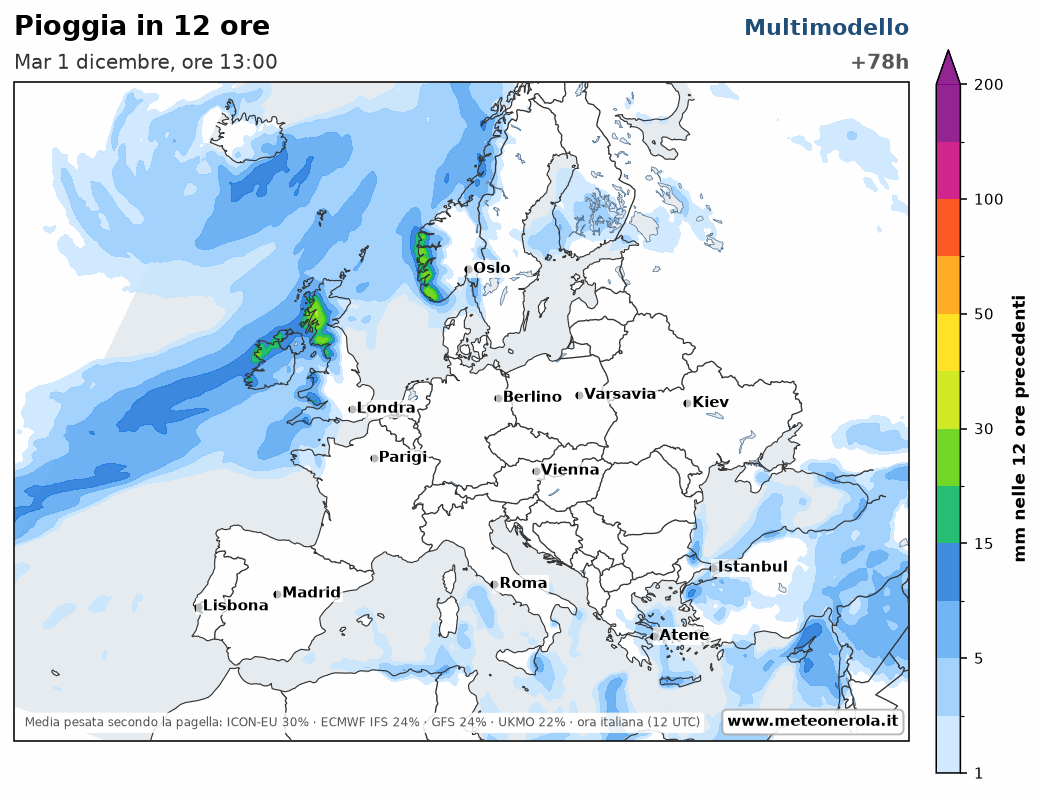 Pioggia in 12 ore
Multimodello
Mar 1 dicembre, ore 13:00
+78h
200
100
50
30
15
5
1
mm nelle 12 ore precedenti
Oslo
Berlino
Varsavia
Kiev
Londra
Parigi
Vienna
Istanbul
Roma
Madrid
Lisbona
Atene
Media pesata secondo la pagella: ICON-EU 30% · ECMWF IFS 24% · GFS 24% · UKMO 22% · ora italiana (12 UTC)
www.meteonerola.it